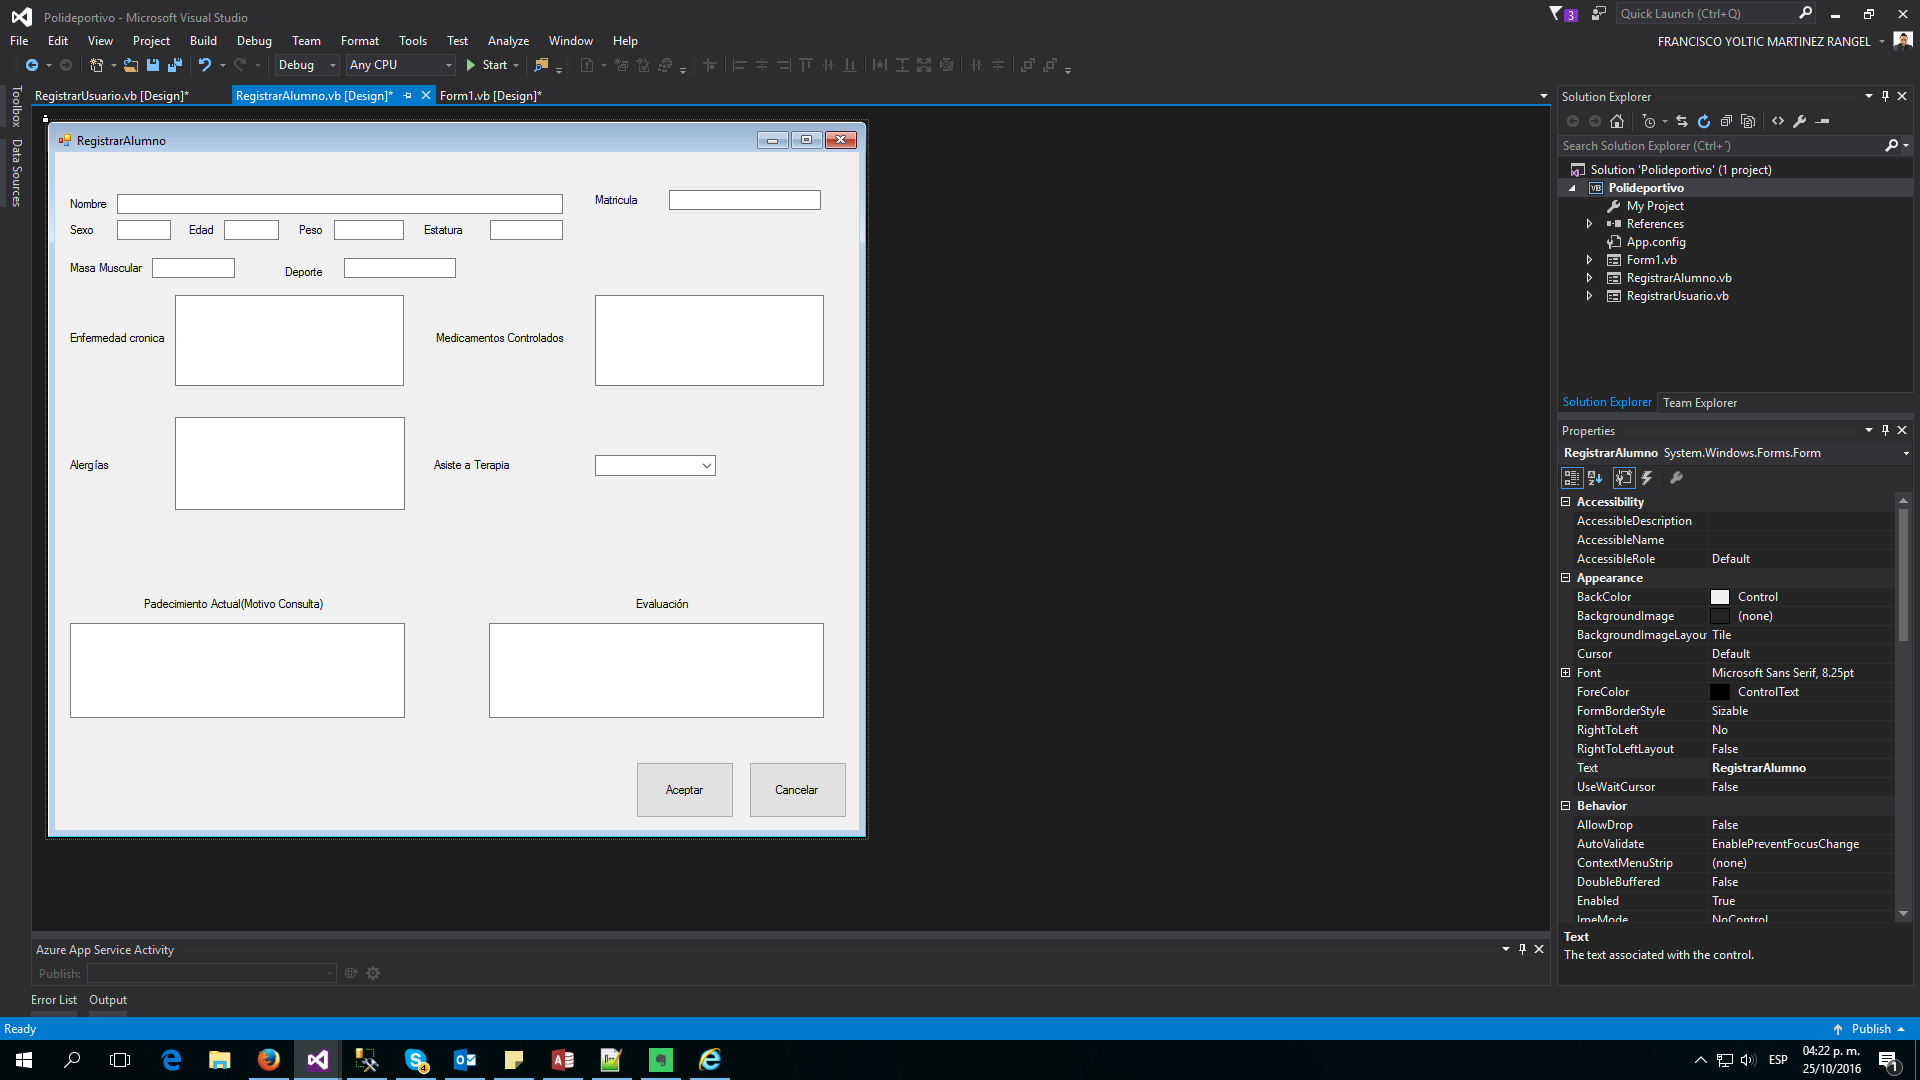 Polideportivo - Microsoft Visual Studio
3
Quick Launch (Ctrl+Q)
File Edit View Project Build Debug Team Format Tools Test Analyze Window Help
FRANCISCO YOLTIC MARTINEZ RANGEL
Debug Any CPU Start
Toolbox
Data Sources
RegistrarUsuario.vb [Design]* RegistrarAlumno.vb [Design]* Form1.vb [Design]*
RegistrarAlumno
Nombre
Matricula
Sexo Edad Peso Estatura
Masa Muscular Deporte
Enfermedad cronica Medicamentos Controlados
Alergías Asiste a Terapia
Padecimiento Actual(Motivo Consulta) Evaluación
Aceptar Cancelar
Azure App Service Activity
Publish:
Error List Output
Solution Explorer
Search Solution Explorer (Ctrl+´)
Solution 'Polideportivo' (1 project)
VB Polideportivo
My Project
References
App.config
Form1.vb
RegistrarAlumno.vb
RegistrarUsuario.vb
Solution Explorer Team Explorer
Properties
RegistrarAlumno System.Windows.Forms.Form
Accessibility
AccessibleDescription
AccessibleName
AccessibleRole Default
Appearance
BackColor Control
BackgroundImage (none)
BackgroundImageLayou Tile
Cursor Default
Font Microsoft Sans Serif, 8.25pt
ForeColor ControlText
FormBorderStyle Sizable
RightToLeft No
RightToLeftLayout False
Text RegistrarAlumno
UseWaitCursor False
Behavior
AllowDrop False
AutoValidate EnablePreventFocusChange
ContextMenuStrip (none)
DoubleBuffered False
Enabled True
ImeMode NoControl
Text
The text associated with the control.
Ready
Publish
4
ESP
04:22 p. m.
25/10/2016
1